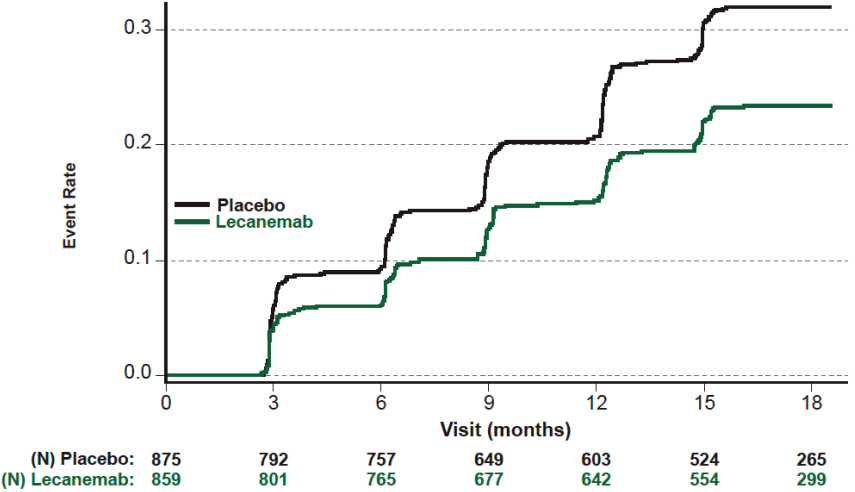 0.3
0.2
0.1
0.0
Event Rate
Placebo
Lecanemab
0 3 6 9 12 15 18
Visit (months)
(N) Placebo: 875 792 757 649 603 524 265
(N) Lecanemab: 859 801 765 677 642 554 299